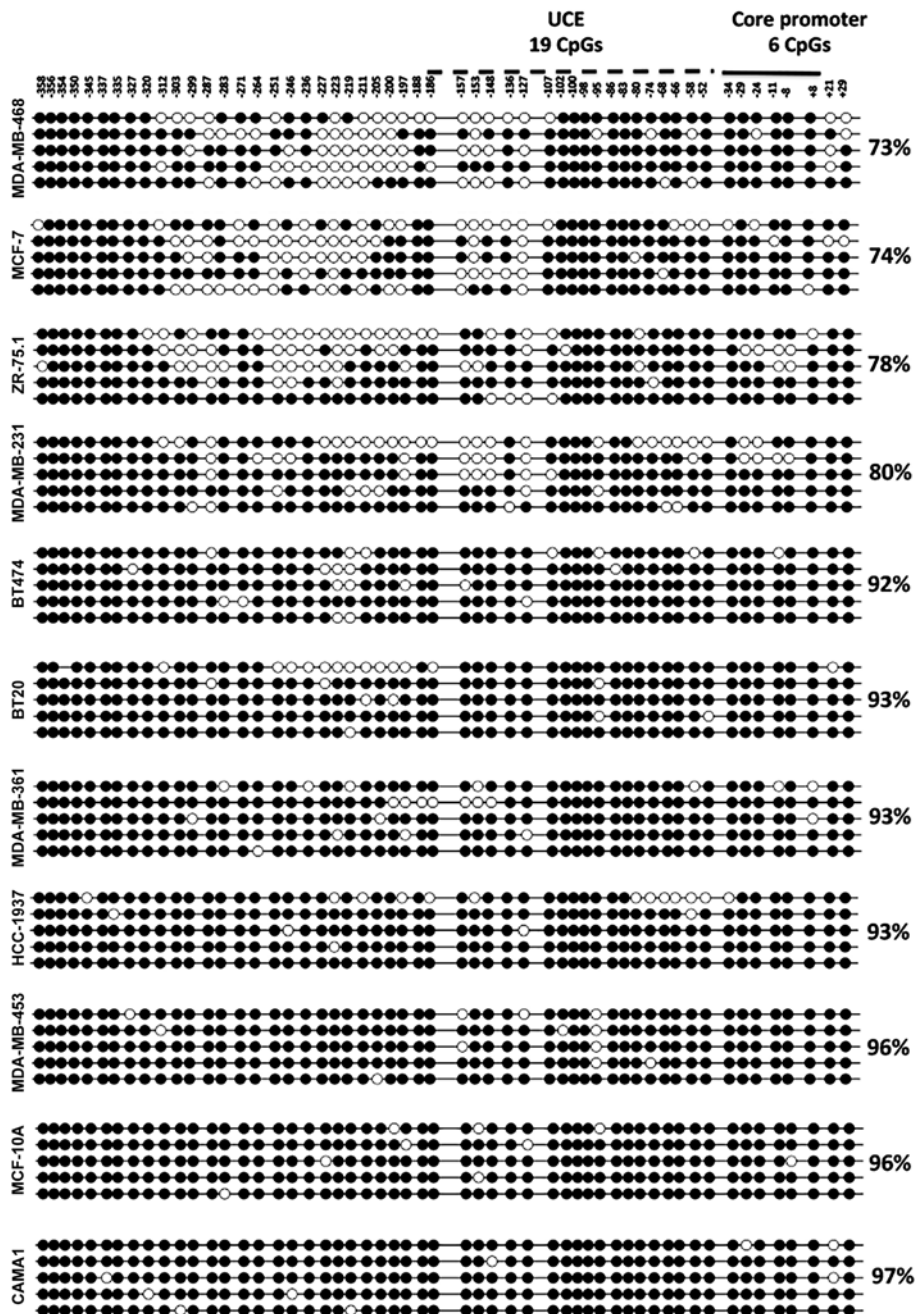 UCE
19 CpGs
Core promoter
6 CpGs
-358 -356 -354 -350 -345 -337 -335 -327 -320 -312 -303 -299 -287 -283 -271 -264 -251 -246 -236 -227 -223 -219 -211 -205 -200 -197 -188 -186 -157 -153 -148 -136 -127 -107 -102 -100 -98 -95 -86 -83 -80 -74 -68 -66 -58 -52 -34 -29 -24 -11 -8 +8 +21 +29
MDA-MB-468
73%
MCF-7
74%
ZR-75.1
78%
MDA-MB-231
80%
BT474
92%
BT20
93%
MDA-MB-361
93%
HCC-1937
93%
MDA-MB-453
96%
MCF-10A
96%
CAMA1
97%